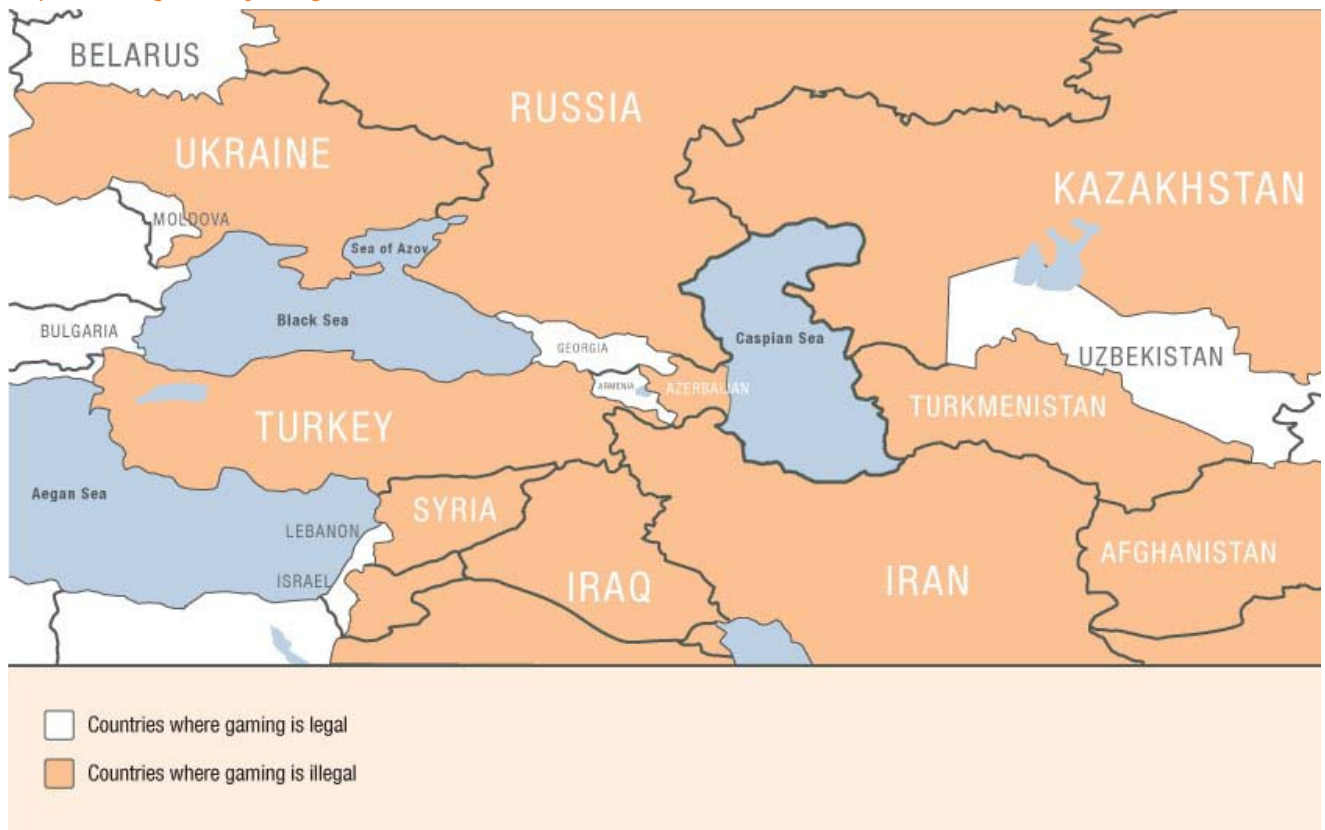 BELARUS
RUSSIA
UKRAINE
KAZAKHSTAN
MOLDOVA
Sea of Azov
Black Sea
BULGARIA
GEORGIA
Caspian Sea
UZBEKISTAN
ARMENIA
AZERBAIJAN
TURKMENISTAN
TURKEY
Aegan Sea
SYRIA
LEBANON
AFGHANISTAN
ISRAEL
IRAQ
IRAN
Countries where gaming is legal
Countries where gaming is illegal